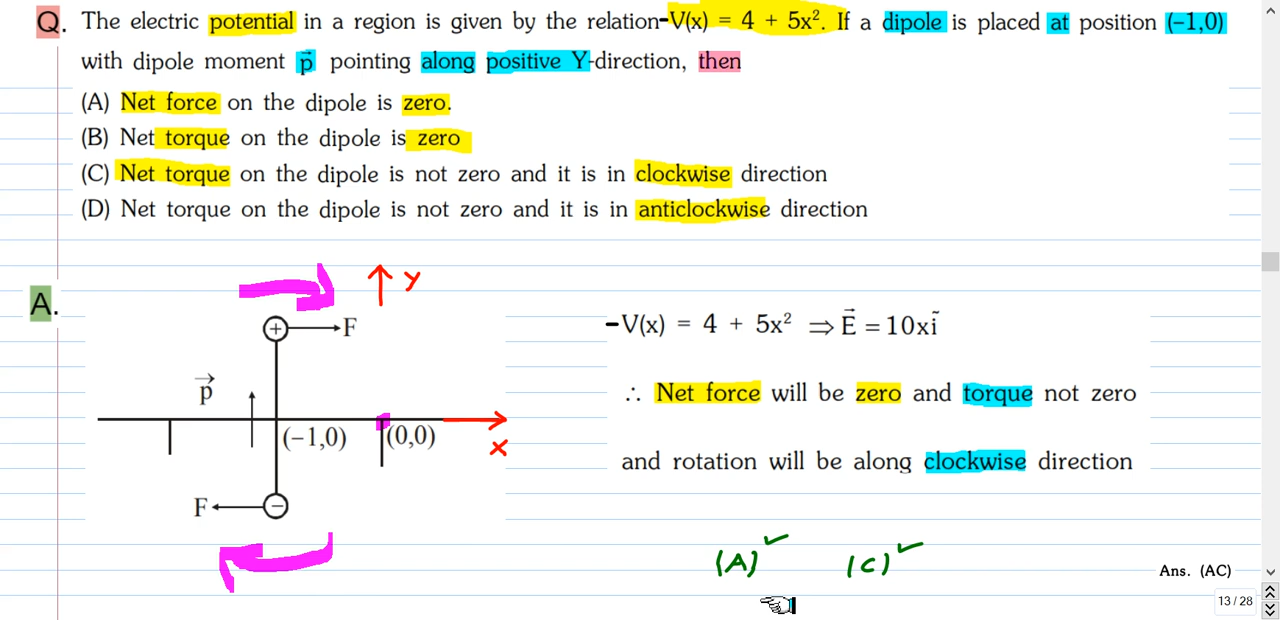 Q. The electric potential in a region is given by the relation-V(x) = 4 + 5x². If a dipole is placed at position (−1,0)
with dipole moment p⃗ pointing along positive Y-direction, then
(A) Net force on the dipole is zero.
(B) Net torque on the dipole is zero
(C) Net torque on the dipole is not zero and it is in clockwise direction
(D) Net torque on the dipole is not zero and it is in anticlockwise direction
A.
Y
+ F
p⃗
(−1,0) (0,0)
X
F −
-V(x) = 4 + 5x² ⇒ E⃗ = 10xĩ
∴ Net force will be zero and torque not zero
and rotation will be along clockwise direction
(A) ✓ (C) ✓
Ans. (AC)
13 / 28